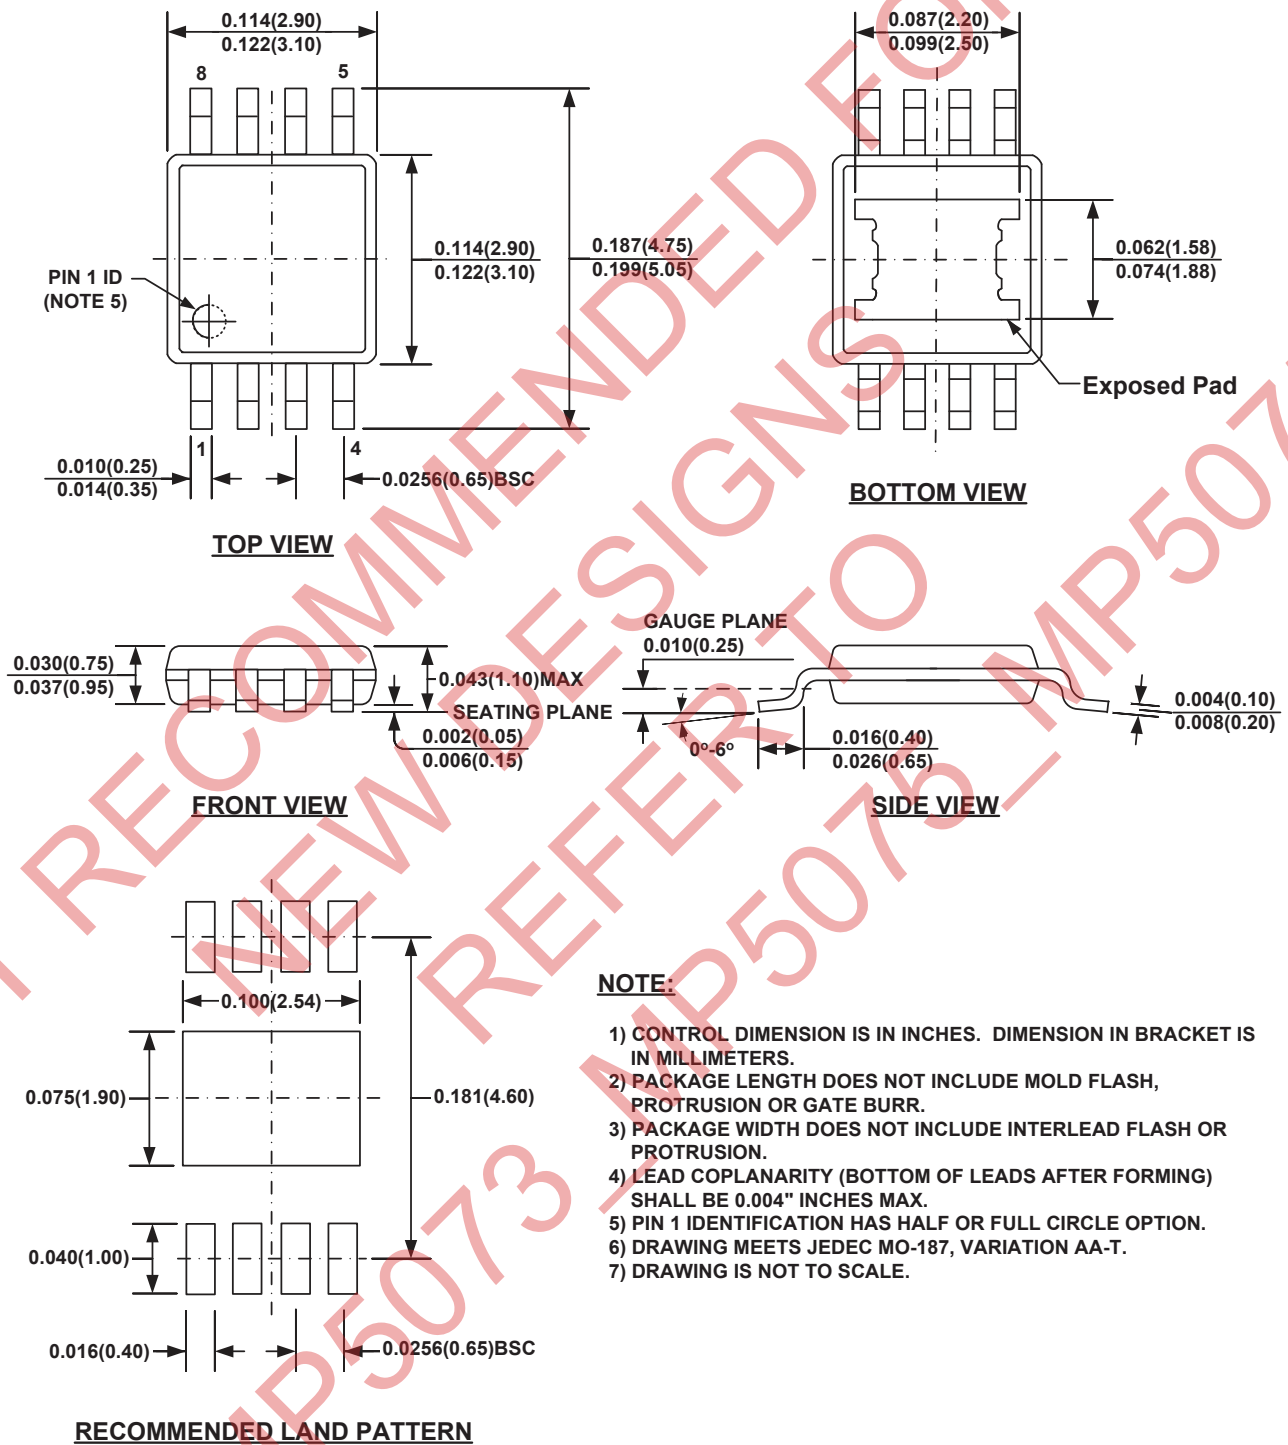 0.114(2.90)
0.122(3.10)
8
5
0.114(2.90)
0.122(3.10)
0.187(4.75)
0.199(5.05)
PIN 1 ID
(NOTE 5)
1
4
0.010(0.25)
0.014(0.35)
0.0256(0.65)BSC
TOP VIEW
0.087(2.20)
0.099(2.50)
0.062(1.58)
0.074(1.88)
Exposed Pad
BOTTOM VIEW
0.030(0.75)
0.037(0.95)
0.043(1.10)MAX
SEATING PLANE
0.002(0.05)
0.006(0.15)
FRONT VIEW
GAUGE PLANE
0.010(0.25)
0º-6º
0.016(0.40)
0.026(0.65)
0.004(0.10)
0.008(0.20)
SIDE VIEW
0.100(2.54)
0.075(1.90)
0.181(4.60)
0.040(1.00)
0.016(0.40)
0.0256(0.65)BSC
RECOMMENDED LAND PATTERN
NOTE:
1) CONTROL DIMENSION IS IN INCHES. DIMENSION IN BRACKET IS
IN MILLIMETERS.
2) PACKAGE LENGTH DOES NOT INCLUDE MOLD FLASH,
PROTRUSION OR GATE BURR.
3) PACKAGE WIDTH DOES NOT INCLUDE INTERLEAD FLASH OR
PROTRUSION.
4) LEAD COPLANARITY (BOTTOM OF LEADS AFTER FORMING)
SHALL BE 0.004" INCHES MAX.
5) PIN 1 IDENTIFICATION HAS HALF OR FULL CIRCLE OPTION.
6) DRAWING MEETS JEDEC MO-187, VARIATION AA-T.
7) DRAWING IS NOT TO SCALE.
RECOMMENDED FOR
NEW DESIGNS
REFER TO
MP5073_MP5075_MP507